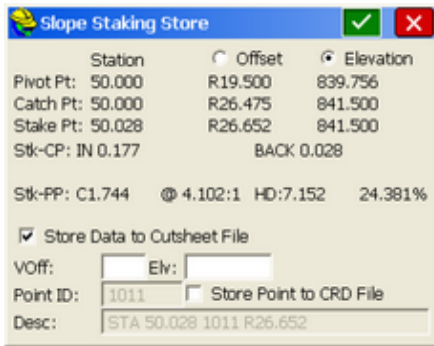 Slope Staking Store
Station Offset Elevation
Pivot Pt: 50.000 R19.500 839.756
Catch Pt: 50.000 R26.475 841.500
Stake Pt: 50.028 R26.652 841.500
Stk-CP: IN 0.177 BACK 0.028
Stk-PP: C1.744 @ 4.102:1 HD:7.152 24.381%
Store Data to Cutsheet File
VOff: Elv:
Point ID: 1011 Store Point to CRD File
Desc: STA 50.028 1011 R26.652